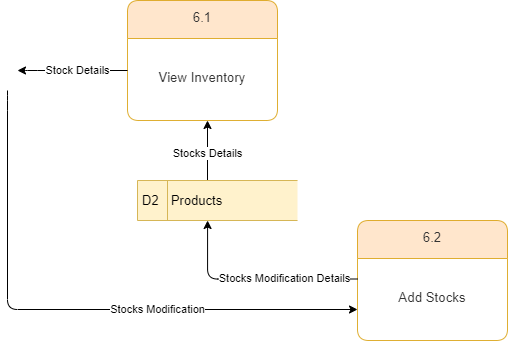 6.1
View Inventory
Stock Details
Stocks Details
D2 Products
6.2
Add Stocks
Stocks Modification Details
Stocks Modification